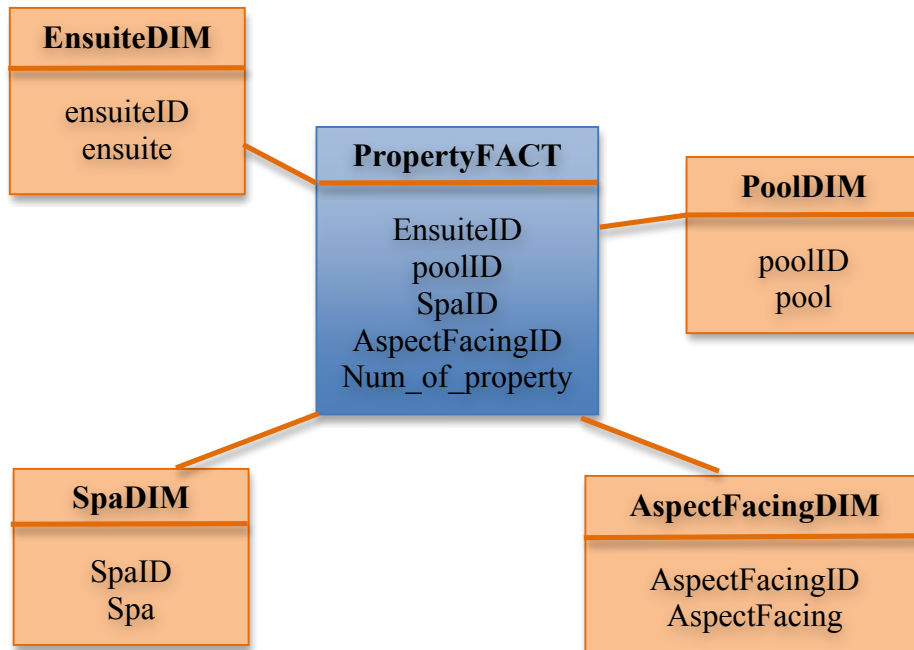 EnsuiteDIM
ensuiteID
ensuite
PropertyFACT
EnsuiteID
poolID
SpaID
AspectFacingID
Num_of_property
PoolDIM
poolID
pool
SpaDIM
SpaID
Spa
AspectFacingDIM
AspectFacingID
AspectFacing